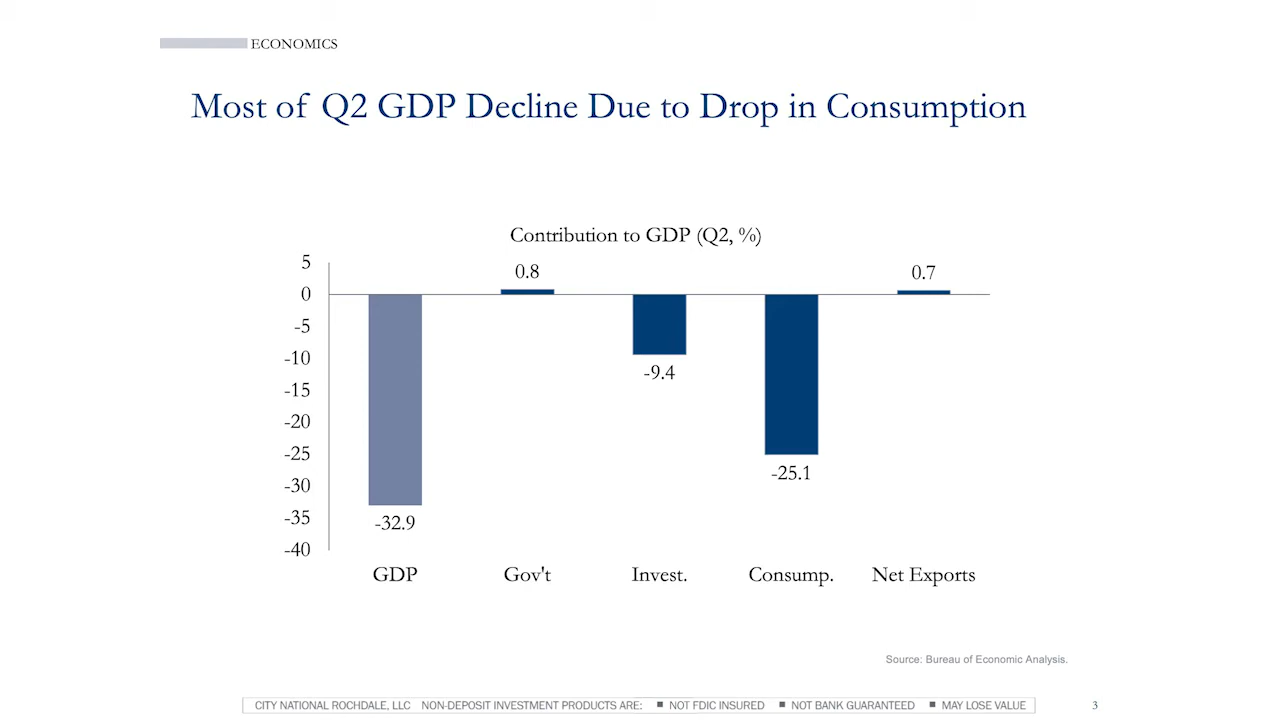 ECONOMICS
Most of Q2 GDP Decline Due to Drop in Consumption
Contribution to GDP (Q2, %)
5
0
-5
-10
-15
-20
-25
-30
-35
-40
0.8
0.7
-9.4
-25.1
-32.9
GDP Gov't Invest. Consump. Net Exports
Source: Bureau of Economic Analysis.
CITY NATIONAL ROCHDALE, LLC NON-DEPOSIT INVESTMENT PRODUCTS ARE: ■ NOT FDIC INSURED ■ NOT BANK GUARANTEED ■ MAY LOSE VALUE 3